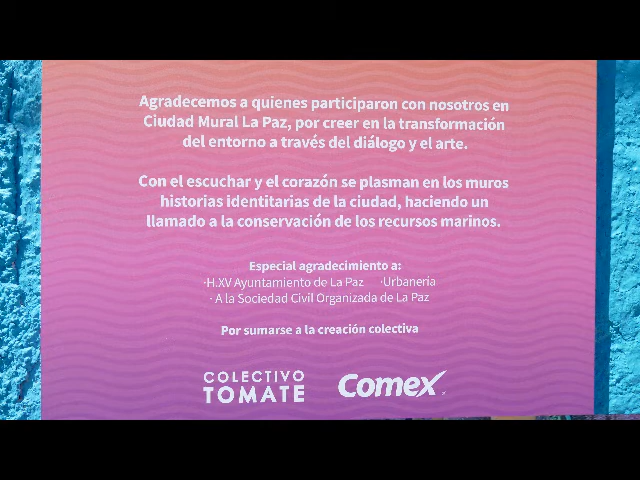 Agradecemos a quienes participaron con nosotros en
Ciudad Mural La Paz, por creer en la transformación
del entorno a través del diálogo y el arte.
Con el escuchar y el corazón se plasman en los muros
historias identitarias de la ciudad, haciendo un
llamado a la conservación de los recursos marinos.
Especial agradecimiento a:
·H.XV Ayuntamiento de La Paz ·Urbanería
· A la Sociedad Civil Organizada de La Paz
Por sumarse a la creación colectiva
COLECTIVO
TOMATE
Comex